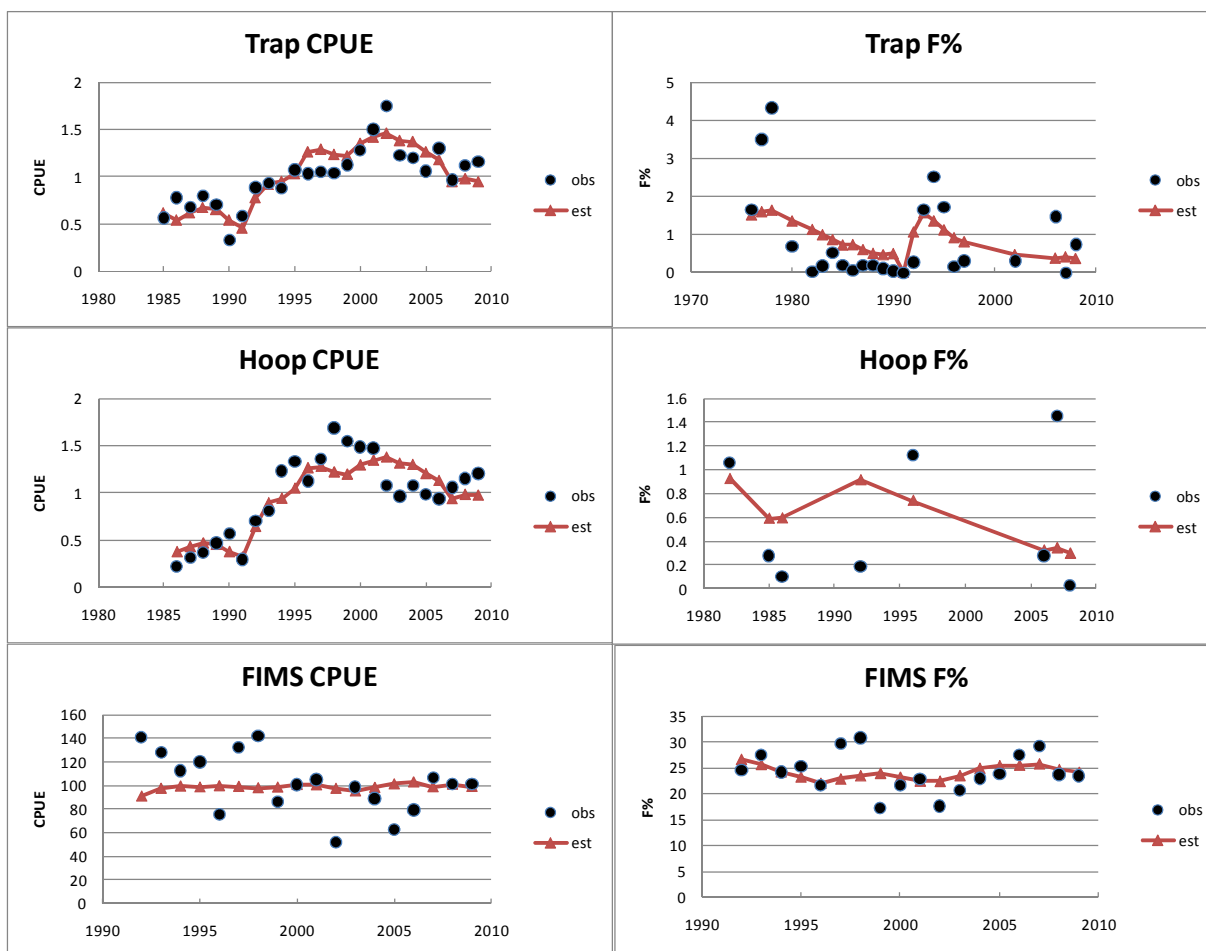 Trap CPUE
CPUE
2
1.5
1
0.5
0
1980 1985 1990 1995 2000 2005 2010
obs
est
Trap F%
F%
5
4
3
2
1
0
1970 1980 1990 2000 2010
obs
est
Hoop CPUE
CPUE
2
1.5
1
0.5
0
1980 1985 1990 1995 2000 2005 2010
obs
est
Hoop F%
F%
1.6
1.4
1.2
1
0.8
0.6
0.4
0.2
0
1980 1985 1990 1995 2000 2005 2010
obs
est
FIMS CPUE
CPUE
160
140
120
100
80
60
40
20
0
1990 1995 2000 2005 2010
obs
est
FIMS F%
F%
35
30
25
20
15
10
5
0
1990 1995 2000 2005 2010
obs
est